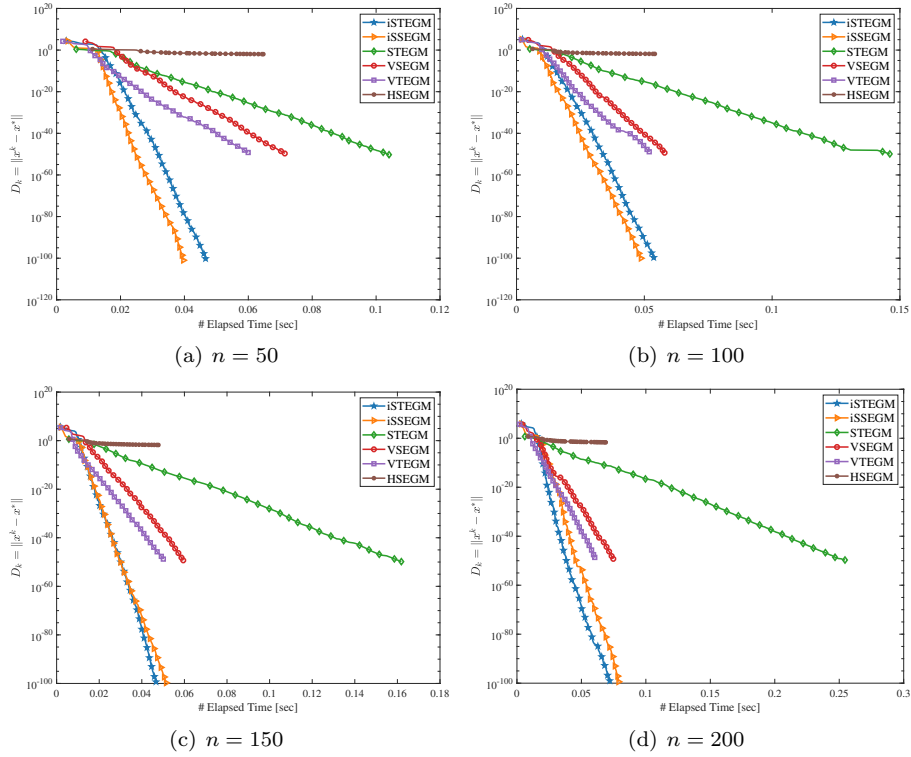 10^20
10^0
10^-20
10^-40
10^-60
10^-80
10^-100
10^-120
D_k = ||x^k − x^*||
0 0.02 0.04 0.06 0.08 0.1 0.12
# Elapsed Time [sec]
iSTEGM
iSSEGM
STEGM
VSEGM
VTEGM
HSEGM
(a) n = 50
10^20
10^0
10^-20
10^-40
10^-60
10^-80
10^-100
10^-120
D_k = ||x^k − x^*||
0 0.05 0.1 0.15
# Elapsed Time [sec]
iSTEGM
iSSEGM
STEGM
VSEGM
VTEGM
HSEGM
(b) n = 100
10^20
10^0
10^-20
10^-40
10^-60
10^-80
10^-100
D_k = ||x^k − x^*||
0 0.02 0.04 0.06 0.08 0.1 0.12 0.14 0.16 0.18
# Elapsed Time [sec]
iSTEGM
iSSEGM
STEGM
VSEGM
VTEGM
HSEGM
(c) n = 150
10^20
10^0
10^-20
10^-40
10^-60
10^-80
10^-100
D_k = ||x^k − x^*||
0 0.05 0.1 0.15 0.2 0.25 0.3
# Elapsed Time [sec]
iSTEGM
iSSEGM
STEGM
VSEGM
VTEGM
HSEGM
(d) n = 200